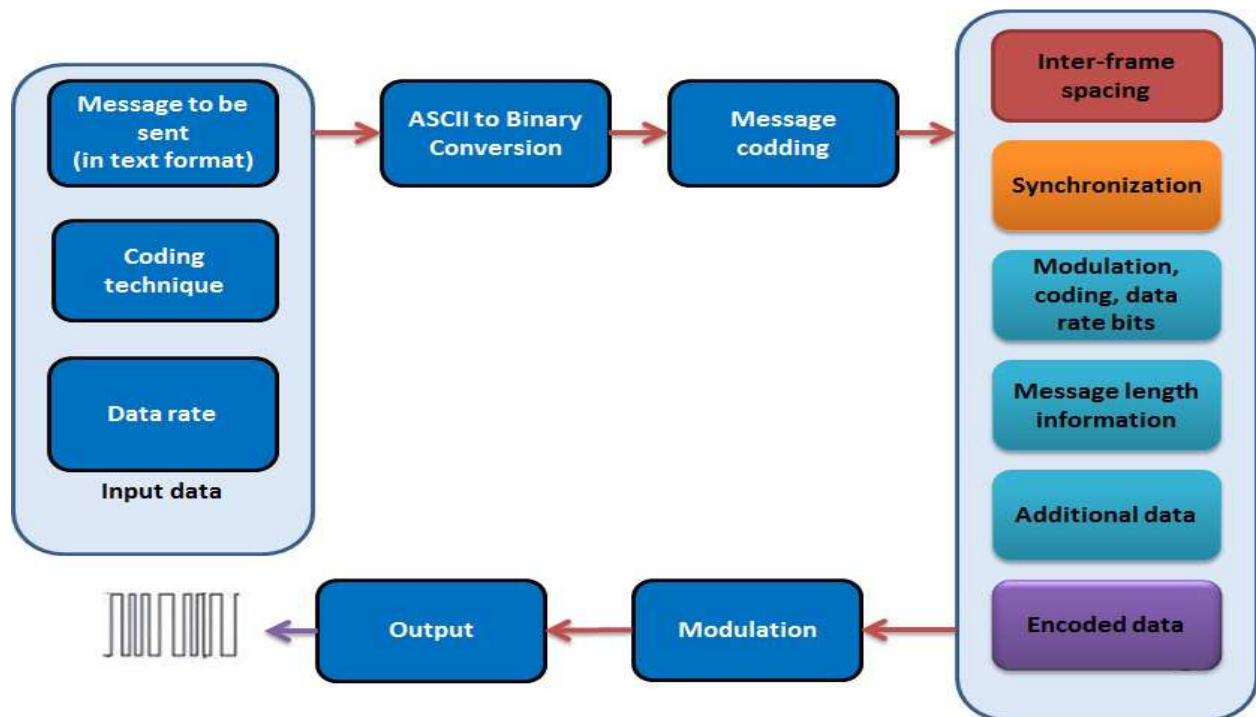 Message to be
sent
(in text format)
Coding
technique
Data rate
Input data
ASCII to Binary
Conversion
Message
codding
Inter-frame
spacing
Synchronization
Modulation,
coding, data
rate bits
Message length
information
Additional data
Encoded data
Modulation
Output